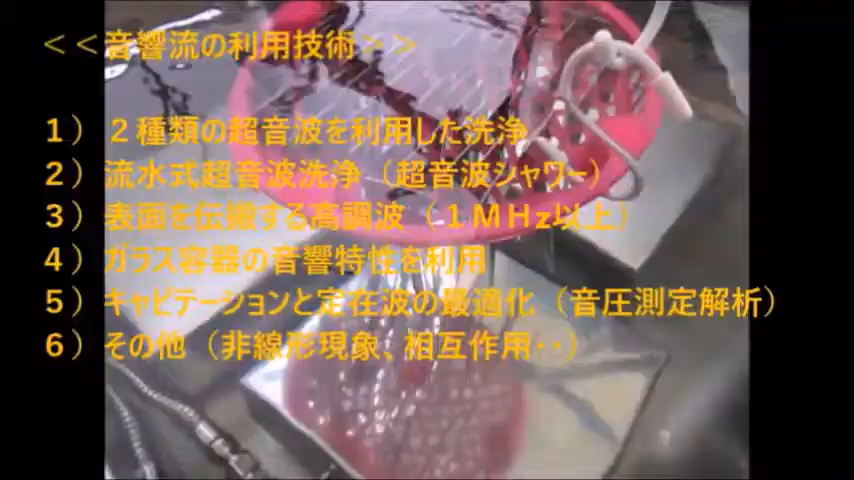 ＜＜音響流の利用技術＞＞
１）２種類の超音波を利用した洗浄
２）流水式超音波洗浄（超音波シャワー）
３）表面を伝搬する高調波（１ＭＨz以上）
４）ガラス容器の音響特性を利用
５）キャビテーションと定在波の最適化（音圧測定解析）
６）その他（非線形現象、相互作用・・）